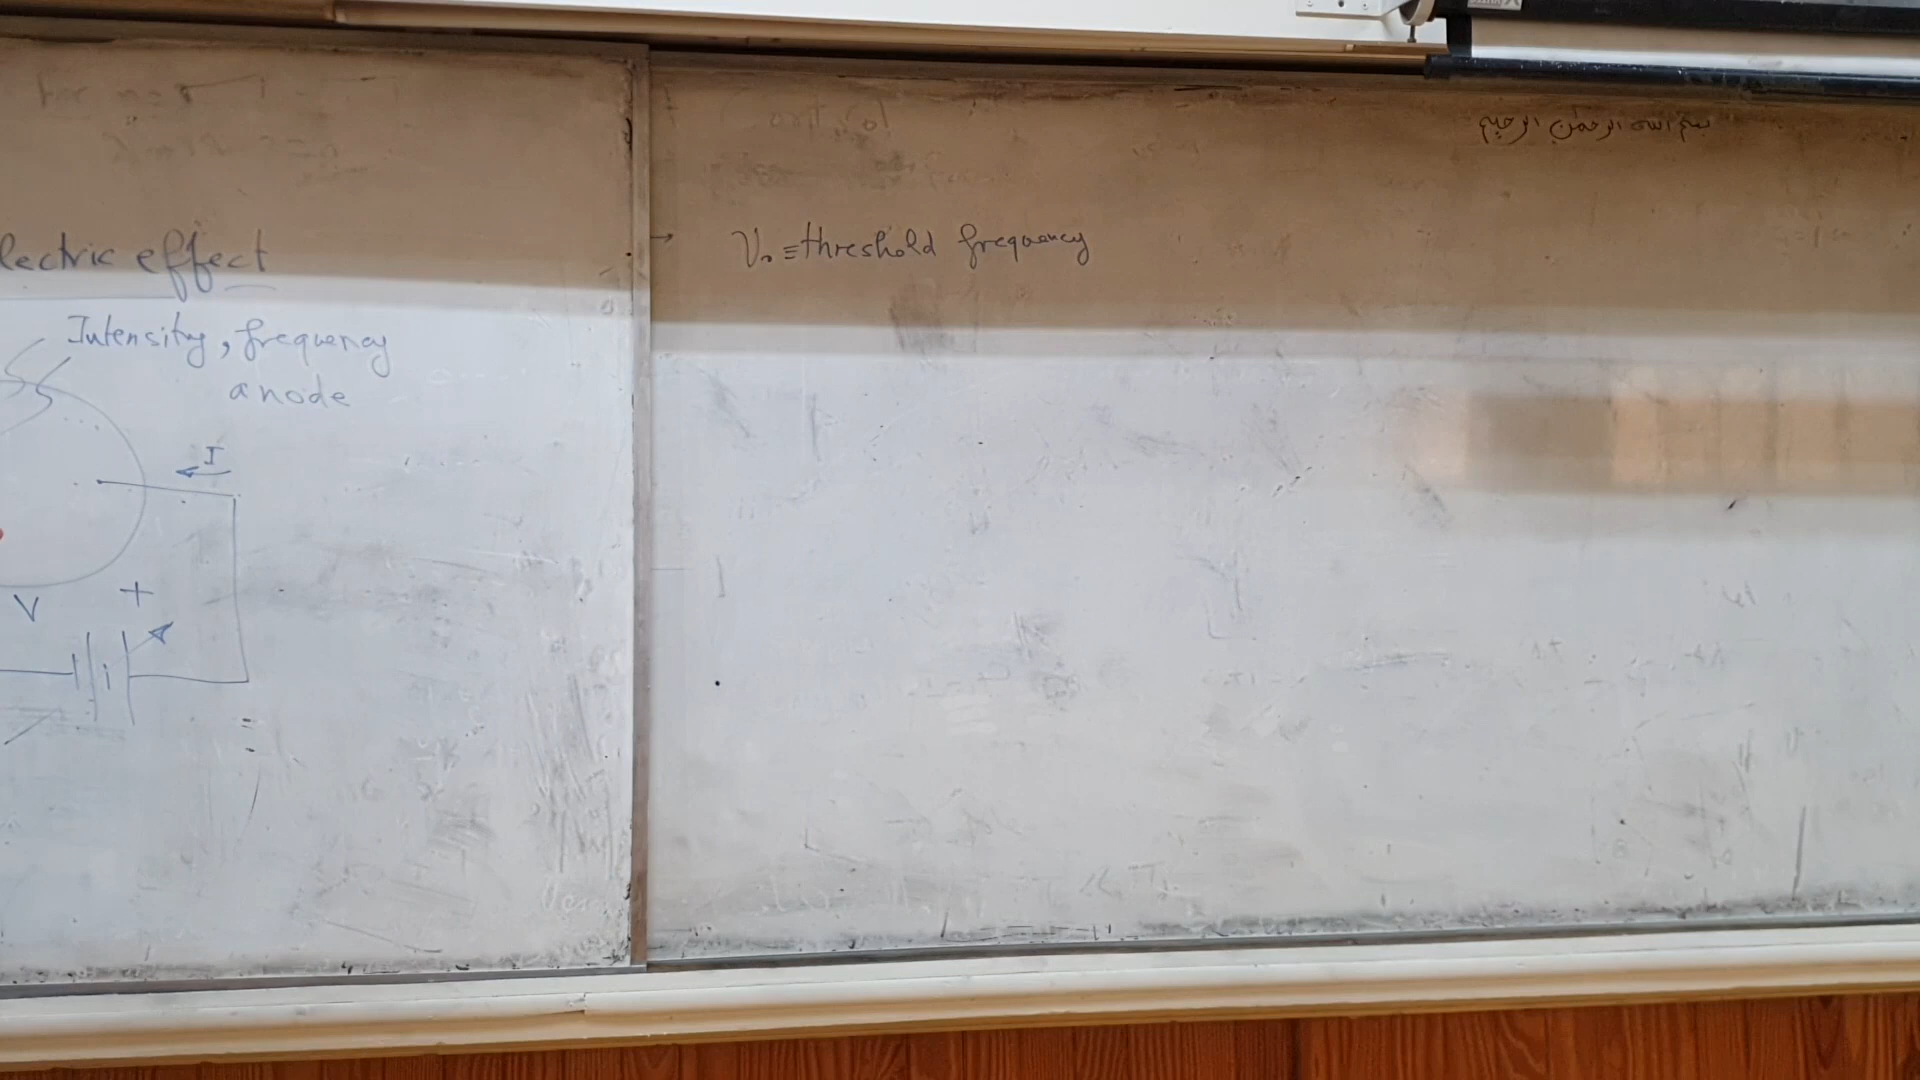 lectric effect
Intensity, frequency
anode
I
V
+
بسم الله الرحمن الرحيم
→ ν₀ ≡ threshold frequency